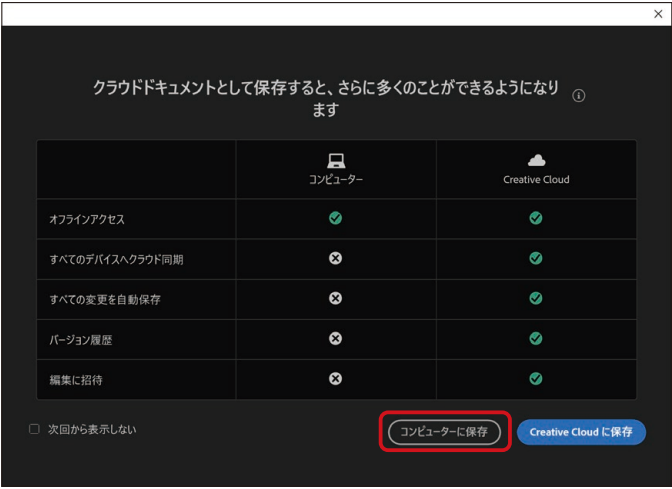 クラウドドキュメントとして保存すると、さらに多くのことができるようになり
ます
コンピューター
Creative Cloud
オフラインアクセス
すべてのデバイスへクラウド同期
すべての変更を自動保存
バージョン履歴
編集に招待
次回から表示しない
コンピューターに保存
Creative Cloud に保存